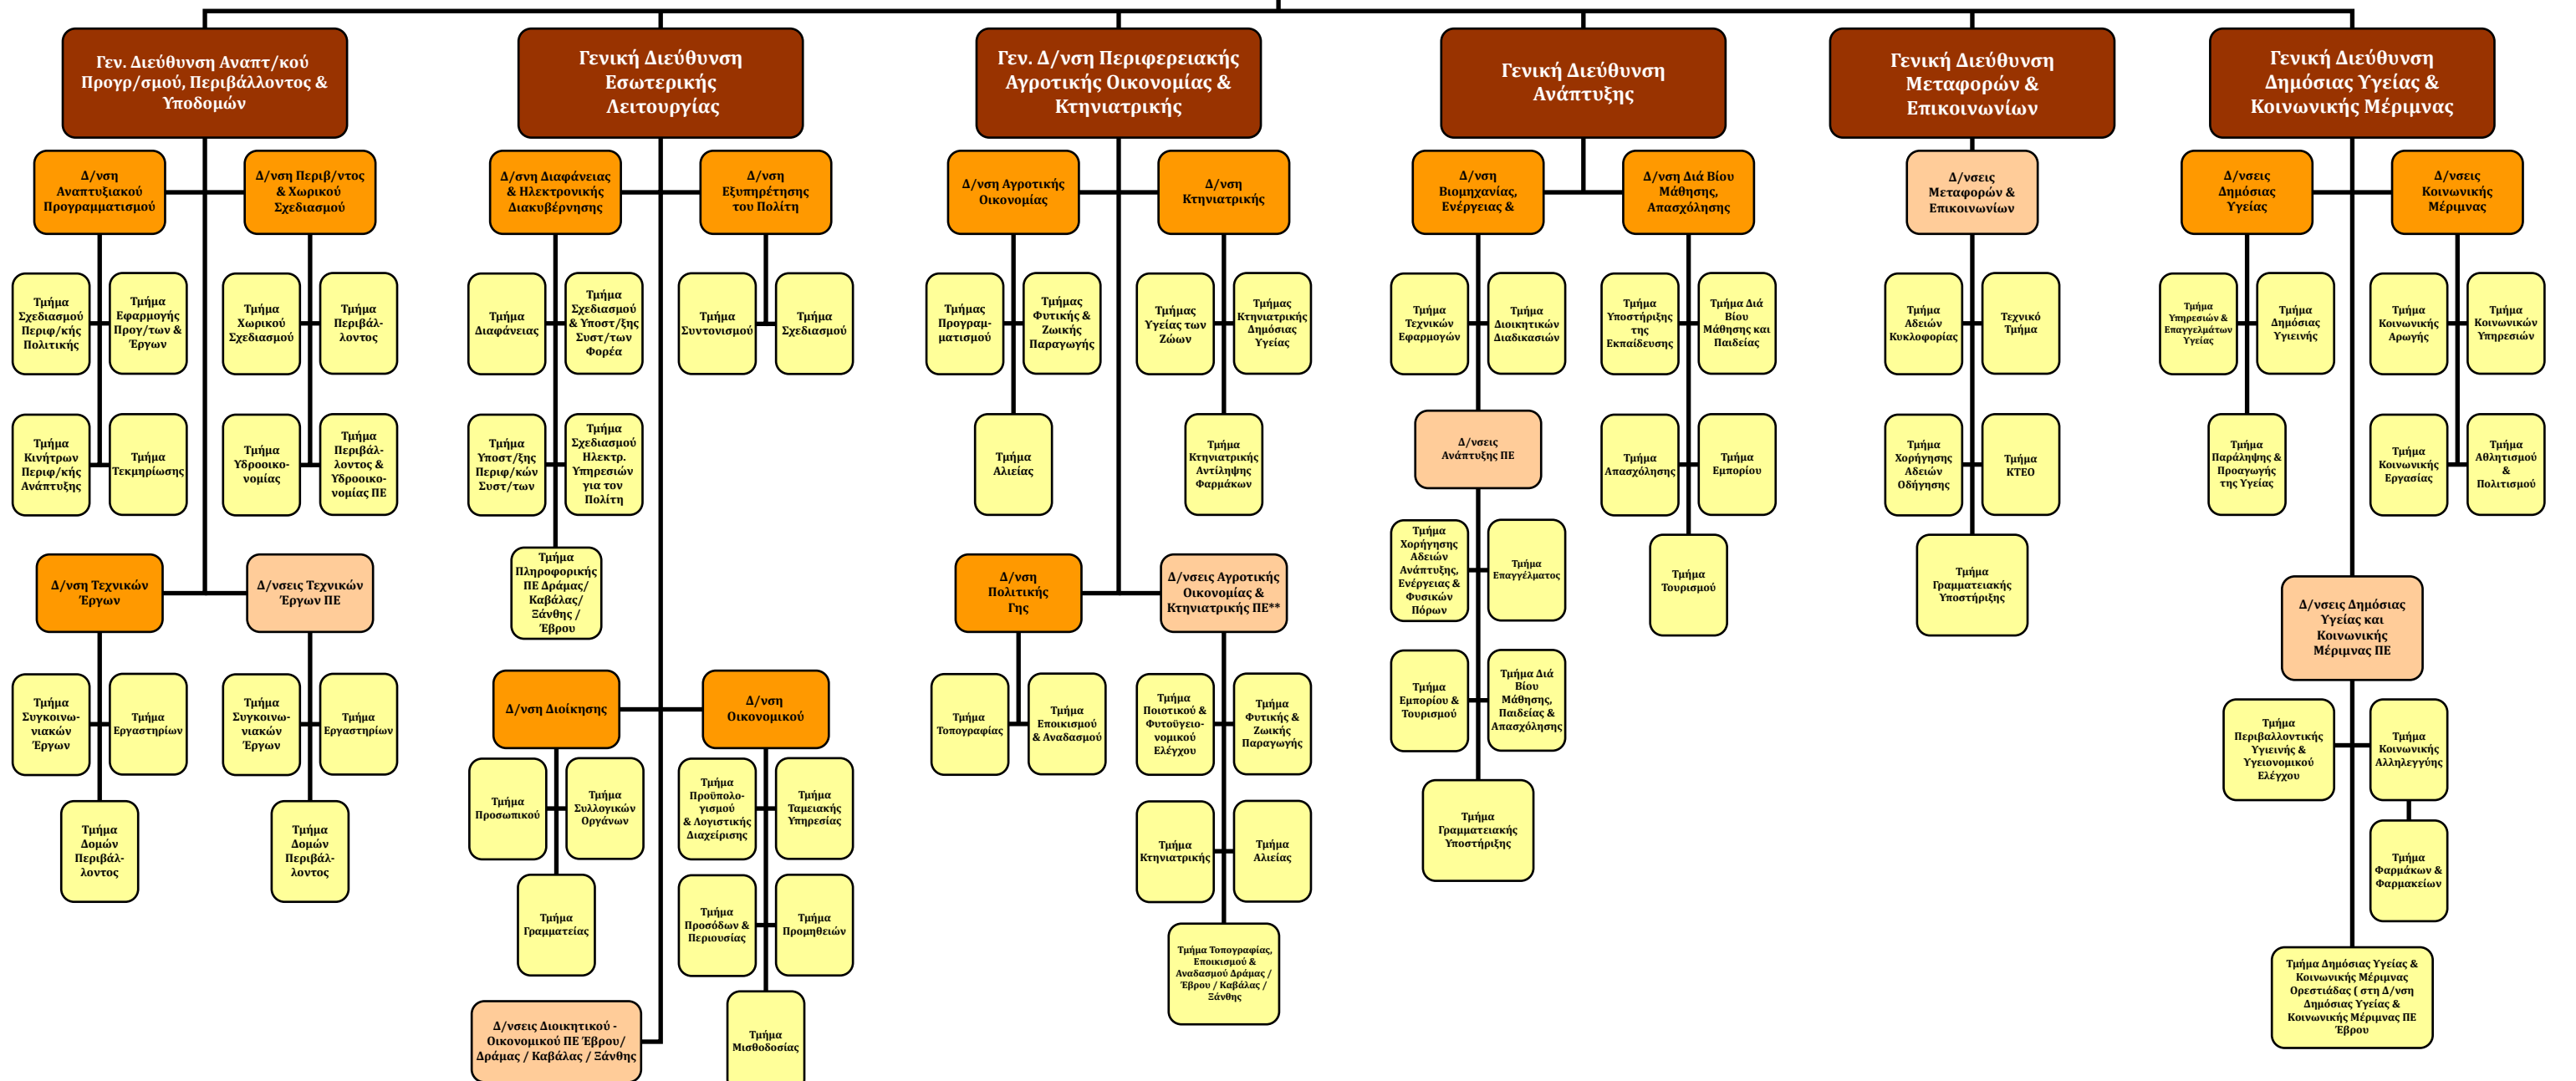 Γεν. Διεύθυνση Αναπτ/κού
Προγρ/σμού, Περιβάλλοντος &
Υποδομών
Γενική Διεύθυνση
Εσωτερικής
Λειτουργίας
Γεν. Δ/νση Περιφερειακής
Αγροτικής Οικονομίας &
Κτηνιατρικής
Γενική Διεύθυνση
Ανάπτυξης
Γενική Διεύθυνση
Μεταφορών &
Επικοινωνίων
Γενική Διεύθυνση
Δημόσιας Υγείας &
Κοινωνικής Μέριμνας
Δ/νση
Αναπτυξιακού
Προγραμματισμού
Δ/νση Περιβ/ντος
& Χωρικού
Σχεδιασμού
Δ/σνη Διαφάνειας
& Ηλεκτρονικής
Διακυβέρνησης
Δ/νση
Εξυπηρέτησης
του Πολίτη
Δ/νση Αγροτικής
Οικονομίας
Δ/νση
Κτηνιατρικής
Δ/νση
Βιομηχανίας,
Ενέργειας &
Δ/νση Διά Βίου
Μάθησης,
Απασχόλησης
Δ/νσεις
Μεταφορών &
Επικοινωνίων
Δ/νσεις
Δημόσιας
Υγείας
Δ/νσεις
Κοινωνικής
Μέριμνας
Τμήμα
Σχεδιασμού
Περιφ/κής
Πολιτικής
Τμήμα
Εφαρμογής
Προγ/των &
Έργων
Τμήμα
Χωρικού
Σχεδιασμού
Τμήμα
Περιβάλ-
λοντος
Τμήμα
Διαφάνειας
Τμήμα
Σχεδιασμού
& Υποστ/ξης
Συστ/των
Φορέα
Τμήμα
Συντονισμού
Τμήμα
Σχεδιασμού
Τμήμας
Προγραμ-
ματισμού
Τμήμας
Φυτικής &
Ζωικής
Παραγωγής
Τμήμας
Υγείας των
Ζώων
Τμήμας
Κτηνιατρικής
Δημόσιας
Υγείας
Τμήμα
Τεχνικών
Εφαρμογών
Τμήμα
Διοικητικών
Διαδικασιών
Τμήμα
Υποστήριξης
της
Εκπαίδευσης
Τμήμα Διά
Βίου
Μάθησης και
Παιδείας
Τμήμα
Αδειών
Κυκλοφορίας
Τεχνικό
Τμήμα
Τμήμα
Υπηρεσιών &
Επαγγελμάτων
Υγείας
Τμήμα
Δημόσιας
Υγιεινής
Τμήμα
Κοινωνικής
Αρωγής
Τμήμα
Κοινωνικών
Υπηρεσιών
Τμήμα
Κινήτρων
Περιφ/κής
Ανάπτυξης
Τμήμα
Τεκμηρίωσης
Τμήμα
Υδροοικο-
νομίας
Τμήμα
Περιβάλ-
λοντος &
Υδροοικο-
νομίας ΠΕ
Τμήμα
Υποστ/ξης
Περιφ/κών
Συστ/των
Τμήμα
Σχεδιασμού
Ηλεκτρ.
Υπηρεσιών
για τον
Πολίτη
Τμήμα
Αλιείας
Τμήμα
Κτηνιατρικής
Αντίληψης
Φαρμάκων
Δ/νσεις
Ανάπτυξης ΠΕ
Τμήμα
Απασχόλησης
Τμήμα
Εμπορίου
Τμήμα
Χορήγησης
Αδειών
Οδήγησης
Τμήμα
ΚΤΕΟ
Τμήμα
Παράληψης &
Προαγωγής
της Υγείας
Τμήμα
Κοινωνικής
Εργασίας
Τμήμα
Αθλητισμού
&
Πολιτισμού
Δ/νση Τεχνικών
Έργων
Δ/νσεις Τεχνικών
Έργων ΠΕ
Τμήμα
Πληροφορικής
ΠΕ Δράμας/
Καβάλας/
Ξάνθης /
Έβρου
Δ/νση
Πολιτικής
Γης
Δ/νσεις Αγροτικής
Οικονομίας &
Κτηνιατρικής ΠΕ**
Τμήμα
Χορήγησης
Αδειών
Ανάπτυξης,
Ενέργειας &
Φυσικών
Πόρων
Τμήμα
Επαγγέλματος
Τμήμα
Τουρισμού
Τμήμα
Γραμματειακής
Υποστήριξης
Δ/νσεις Δημόσιας
Υγείας και
Κοινωνικής
Μέριμνας ΠΕ
Τμήμα
Συγκοινω-
νιακών
Έργων
Τμήμα
Εργαστηρίων
Τμήμα
Συγκοινω-
νιακών
Έργων
Τμήμα
Εργαστηρίων
Δ/νση Διοίκησης
Δ/νση
Οικονομικού
Τμήμα
Τοπογραφίας
Τμήμα
Εποικισμού
& Αναδασμού
Τμήμα
Ποιοτικού &
Φυτοϋγειο-
νομικού
Ελέγχου
Τμήμα
Φυτικής &
Ζωικής
Παραγωγής
Τμήμα
Εμπορίου &
Τουρισμού
Τμήμα Διά
Βίου
Μάθησης,
Παιδείας &
Απασχόλησης
Τμήμα
Περιβαλλοντικής
Υγιεινής &
Υγειονομικού
Ελέγχου
Τμήμα
Κοινωνικής
Αλληλεγγύης
Τμήμα
Δομών
Περιβάλ-
λοντος
Τμήμα
Δομών
Περιβάλ-
λοντος
Τμήμα
Προσωπικού
Τμήμα
Συλλογικών
Οργάνων
Τμήμα
Προϋπολο-
γισμού
& Λογιστικής
Διαχείρισης
Τμήμα
Ταμειακής
Υπηρεσίας
Τμήμα
Κτηνιατρικής
Τμήμα
Αλιείας
Τμήμα
Γραμματειακής
Υποστήριξης
Τμήμα
Φαρμάκων &
Φαρμακείων
Τμήμα
Γραμματείας
Τμήμα
Προσόδων &
Περιουσίας
Τμήμα
Προμηθειών
Τμήμα Τοπογραφίας,
Εποικισμού &
Αναδασμού Δράμας /
Έβρου / Καβάλας /
Ξάνθης
Τμήμα Δημόσιας Υγείας &
Κοινωνικής Μέριμνας
Ορεστιάδας ( στη Δ/νση
Δημόσιας Υγείας &
Κοινωνικής Μέριμνας ΠΕ
Έβρου
Δ/νσεις Διοικητικού -
Οικονομικού ΠΕ Έβρου/
Δράμας / Καβάλας / Ξάνθης
Τμήμα
Μισθοδοσίας